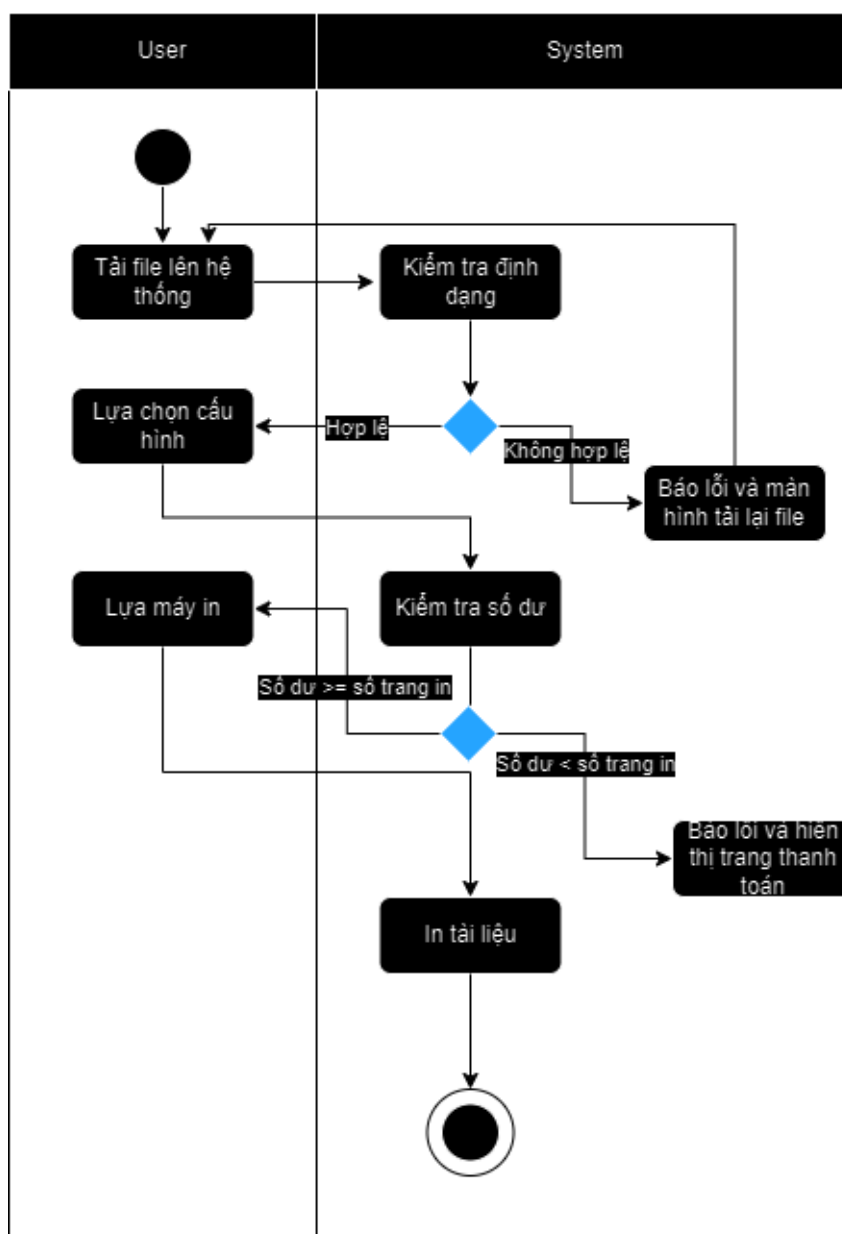 User
System
Tải file lên hệ
thống
Kiểm tra định
dạng
Lựa chọn cấu
hình
Hợp lệ
Không hợp lệ
Báo lỗi và màn
hình tải lại file
Lựa máy in
Kiểm tra số dư
Số dư >= số trang in
Số dư < số trang in
Báo lỗi và hiển
thị trang thanh
toán
In tài liệu